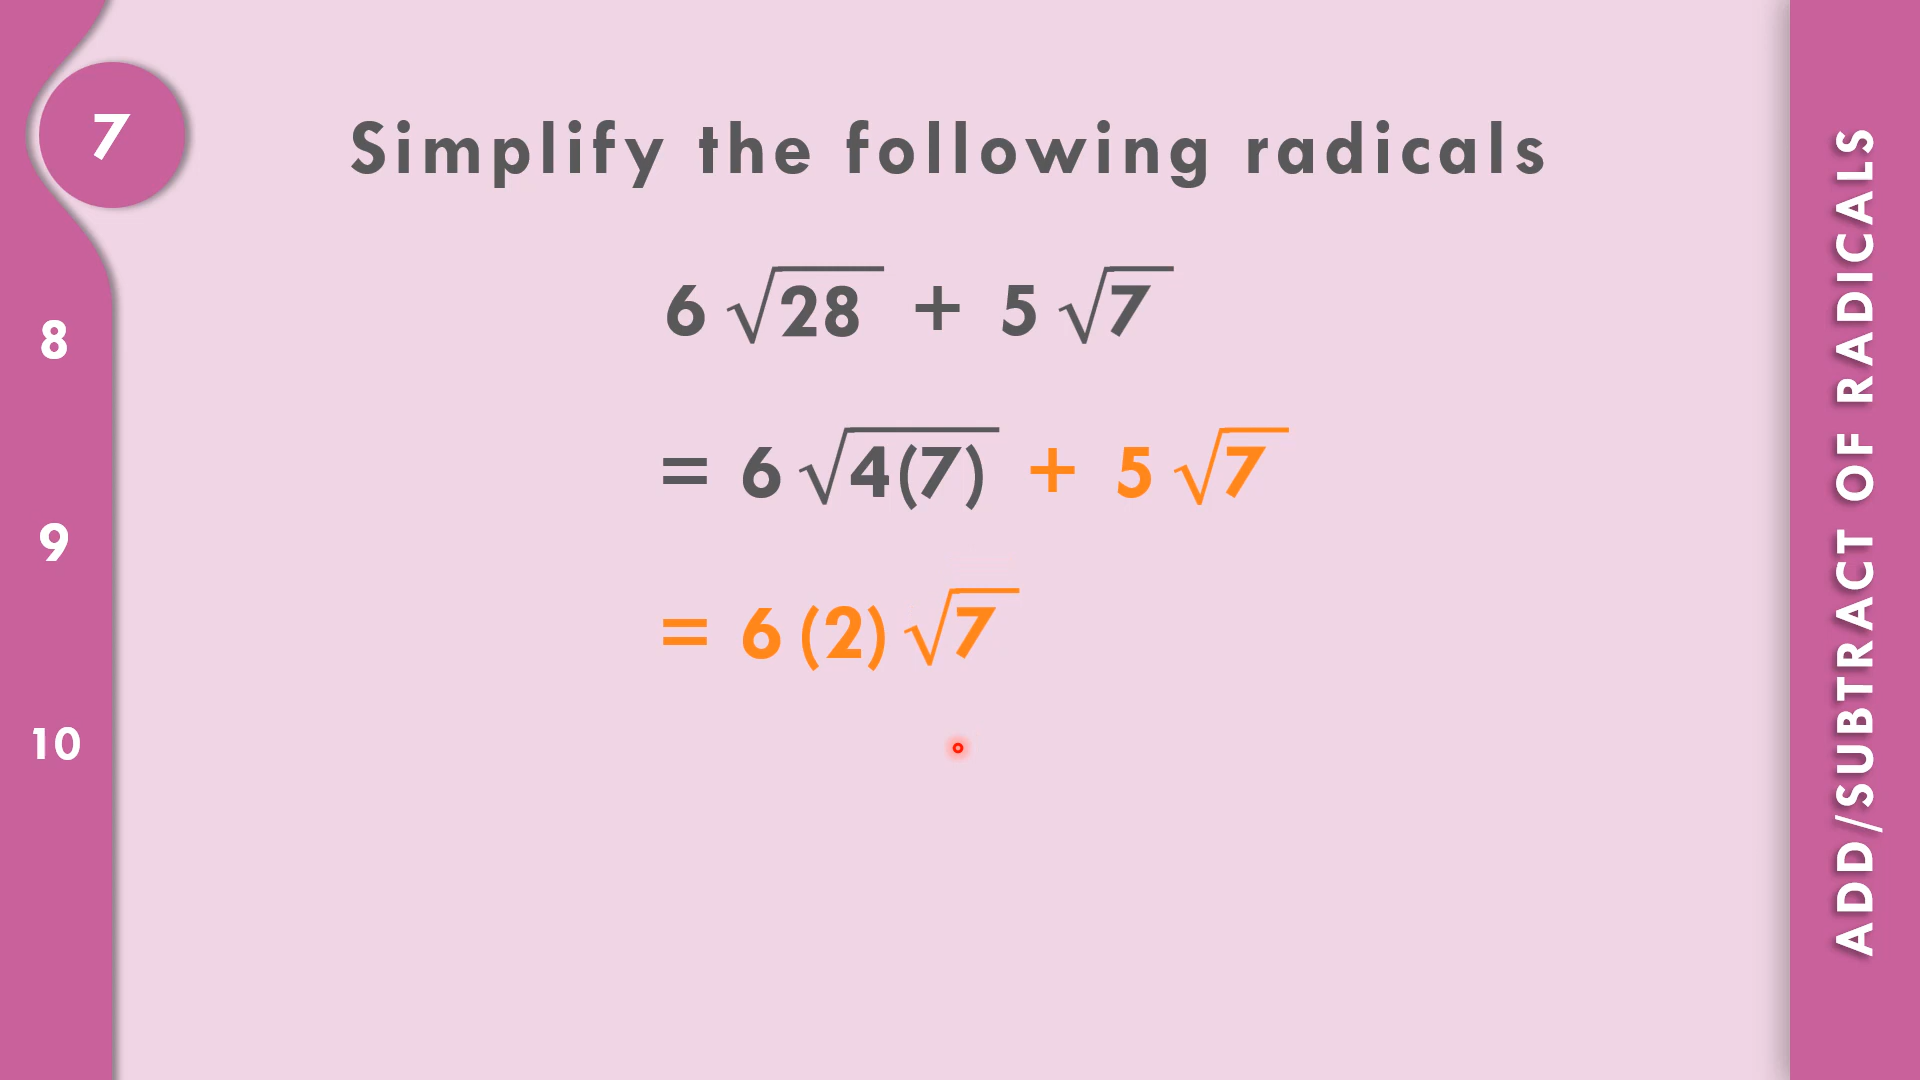 7
Simplify the following radicals
6 √28 + 5 √7
= 6 √4(7) + 5 √7
= 6 (2) √7
8
9
10
ADD/SUBTRACT OF RADICALS